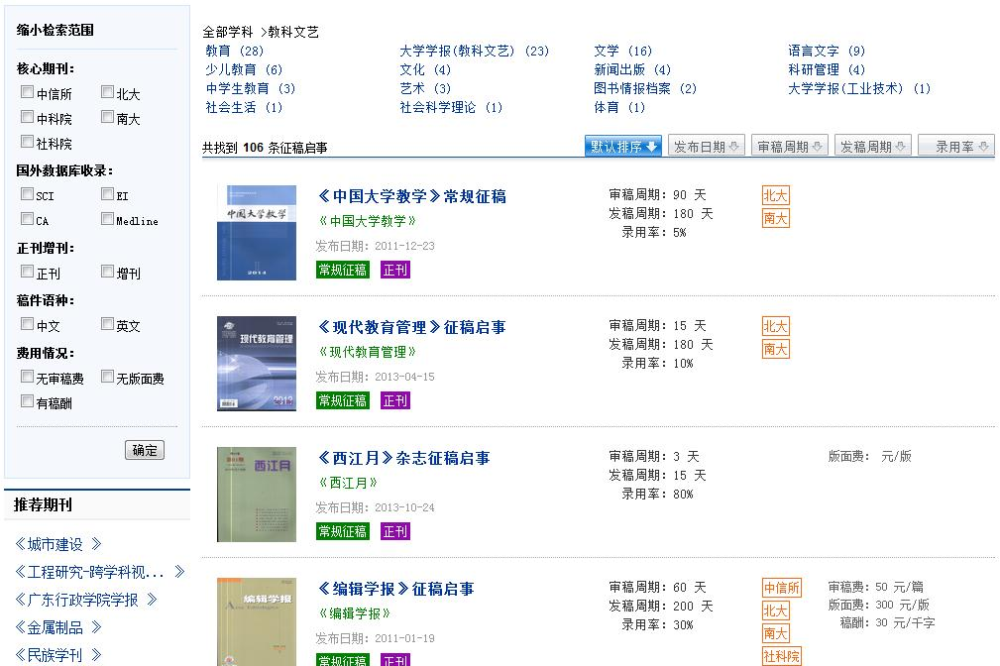 缩小检索范围
核心期刊：
中信所 北大
中科院 南大
社科院
国外数据库收录：
SCI EI
CA Medline
正刊增刊：
正刊 增刊
稿件语种：
中文 英文
费用情况：
无审稿费 无版面费
有稿酬
确定
推荐期刊
《城市建设 》
《工程研究-跨学科视... 》
《广东行政学院学报 》
《金属制品 》
《民族学刊 》
全部学科 >教科文艺
教育 (28) 大学学报(教科文艺) (23) 文学 (16) 语言文字 (9)
少儿教育 (6) 文化 (4) 新闻出版 (4) 科研管理 (4)
中学生教育 (3) 艺术 (3) 图书情报档案 (2) 大学学报(工业技术) (1)
社会生活 (1) 社会科学理论 (1) 体育 (1)
共找到 106 条征稿启事
默认排序 发布日期 审稿周期 发稿周期 录用率
中国大学教学
2014
《中国大学教学》常规征稿
《中国大学教学》
发布日期：2011-12-23
常规征稿 正刊
审稿周期：90 天
发稿周期：180 天
录用率：5%
北大
南大
现代教育管理
2013
《现代教育管理》征稿启事
《现代教育管理》
发布日期：2013-04-15
常规征稿 正刊
审稿周期：15 天
发稿周期：180 天
录用率：10%
北大
南大
西江月
《西江月》杂志征稿启事
《西江月》
发布日期：2013-10-24
常规征稿 正刊
审稿周期：3 天
发稿周期：15 天
录用率：80%
版面费： 元/版
编辑学报
《编辑学报》征稿启事
《编辑学报》
发布日期：2011-01-19
常规征稿 正刊
审稿周期：60 天
发稿周期：200 天
录用率：30%
中信所
北大
南大
社科院
审稿费：50 元/篇
版面费：300 元/版
稿酬：30 元/千字